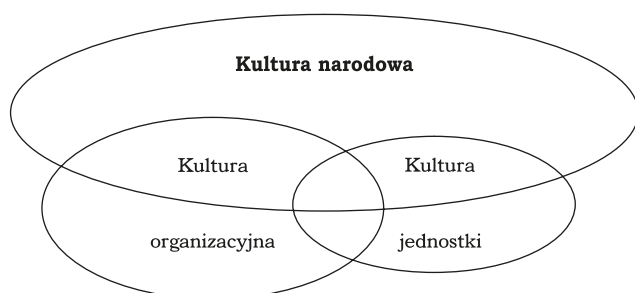 Kultura narodowa
Kultura
organizacyjna
Kultura
jednostki